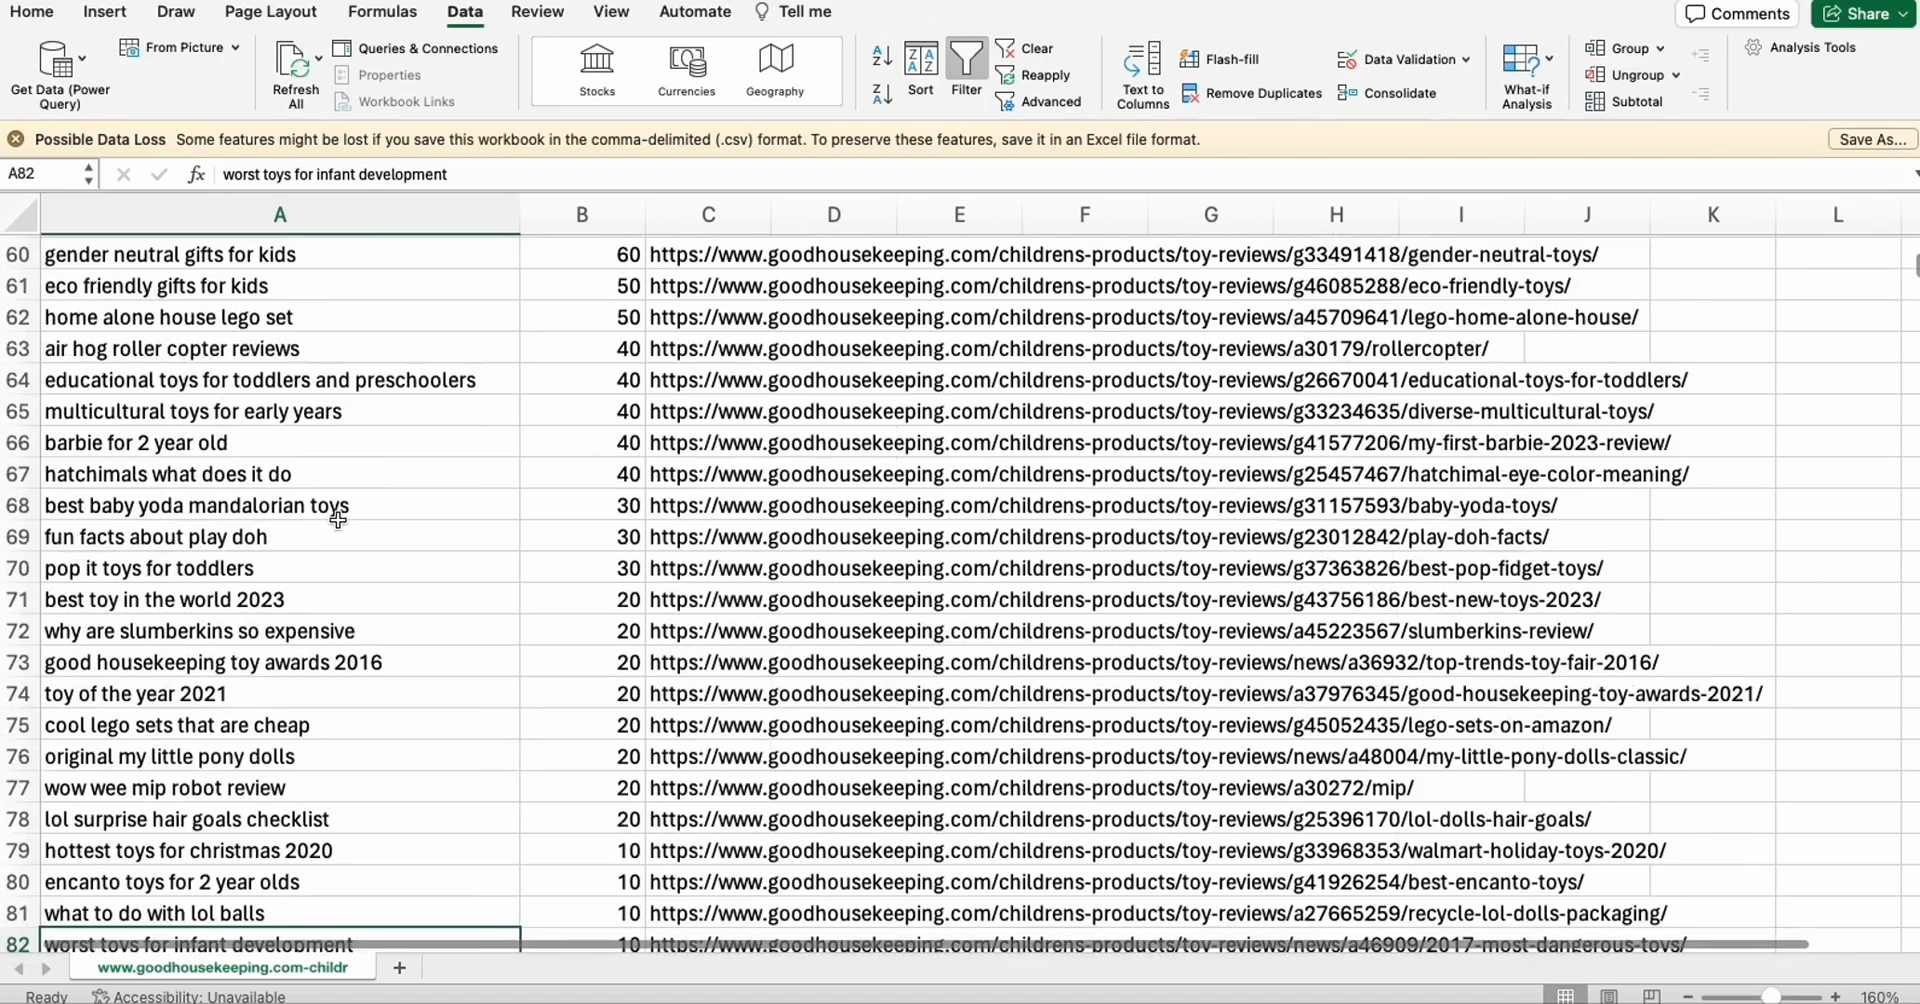 Home Insert Draw Page Layout Formulas Data Review View Automate Tell me Comments Share
Get Data (Power Query)
From Picture
Refresh All
Queries & Connections
Properties
Workbook Links
Stocks
Currencies
Geography
Sort
Filter
Clear
Reapply
Advanced
Text to Columns
Flash-fill
Remove Duplicates
Data Validation
Consolidate
What-if Analysis
Group
Ungroup
Subtotal
Analysis Tools
Possible Data Loss Some features might be lost if you save this workbook in the comma-delimited (.csv) format. To preserve these features, save it in an Excel file format. Save As...
A82 fx worst toys for infant development
A B C D E F G H I J K L
60 gender neutral gifts for kids 60 https://www.goodhousekeeping.com/childrens-products/toy-reviews/g33491418/gender-neutral-toys/
61 eco friendly gifts for kids 50 https://www.goodhousekeeping.com/childrens-products/toy-reviews/g46085288/eco-friendly-toys/
62 home alone house lego set 50 https://www.goodhousekeeping.com/childrens-products/toy-reviews/a45709641/lego-home-alone-house/
63 air hog roller copter reviews 40 https://www.goodhousekeeping.com/childrens-products/toy-reviews/a30179/rollercopter/
64 educational toys for toddlers and preschoolers 40 https://www.goodhousekeeping.com/childrens-products/toy-reviews/g26670041/educational-toys-for-toddlers/
65 multicultural toys for early years 40 https://www.goodhousekeeping.com/childrens-products/toy-reviews/g33234635/diverse-multicultural-toys/
66 barbie for 2 year old 40 https://www.goodhousekeeping.com/childrens-products/toy-reviews/g41577206/my-first-barbie-2023-review/
67 hatchimals what does it do 40 https://www.goodhousekeeping.com/childrens-products/toy-reviews/g25457467/hatchimal-eye-color-meaning/
68 best baby yoda mandalorian toys 30 https://www.goodhousekeeping.com/childrens-products/toy-reviews/g31157593/baby-yoda-toys/
69 fun facts about play doh 30 https://www.goodhousekeeping.com/childrens-products/toy-reviews/g23012842/play-doh-facts/
70 pop it toys for toddlers 30 https://www.goodhousekeeping.com/childrens-products/toy-reviews/g37363826/best-pop-fidget-toys/
71 best toy in the world 2023 20 https://www.goodhousekeeping.com/childrens-products/toy-reviews/g43756186/best-new-toys-2023/
72 why are slumberkins so expensive 20 https://www.goodhousekeeping.com/childrens-products/toy-reviews/a45223567/slumberkins-review/
73 good housekeeping toy awards 2016 20 https://www.goodhousekeeping.com/childrens-products/toy-reviews/news/a36932/top-trends-toy-fair-2016/
74 toy of the year 2021 20 https://www.goodhousekeeping.com/childrens-products/toy-reviews/a37976345/good-housekeeping-toy-awards-2021/
75 cool lego sets that are cheap 20 https://www.goodhousekeeping.com/childrens-products/toy-reviews/g45052435/lego-sets-on-amazon/
76 original my little pony dolls 20 https://www.goodhousekeeping.com/childrens-products/toy-reviews/news/a48004/my-little-pony-dolls-classic/
77 wow wee mip robot review 20 https://www.goodhousekeeping.com/childrens-products/toy-reviews/a30272/mip/
78 lol surprise hair goals checklist 20 https://www.goodhousekeeping.com/childrens-products/toy-reviews/g25396170/lol-dolls-hair-goals/
79 hottest toys for christmas 2020 10 https://www.goodhousekeeping.com/childrens-products/toy-reviews/g33968353/walmart-holiday-toys-2020/
80 encanto toys for 2 year olds 10 https://www.goodhousekeeping.com/childrens-products/toy-reviews/g41926254/best-encanto-toys/
81 what to do with lol balls 10 https://www.goodhousekeeping.com/childrens-products/toy-reviews/a27665259/recycle-lol-dolls-packaging/
82 worst toys for infant development 10 https://www.goodhousekeeping.com/childrens-products/toy-reviews/news/a46909/2017-most-dangerous-toys/
www.goodhousekeeping.com-childr
Ready Accessibility: Unavailable 160%